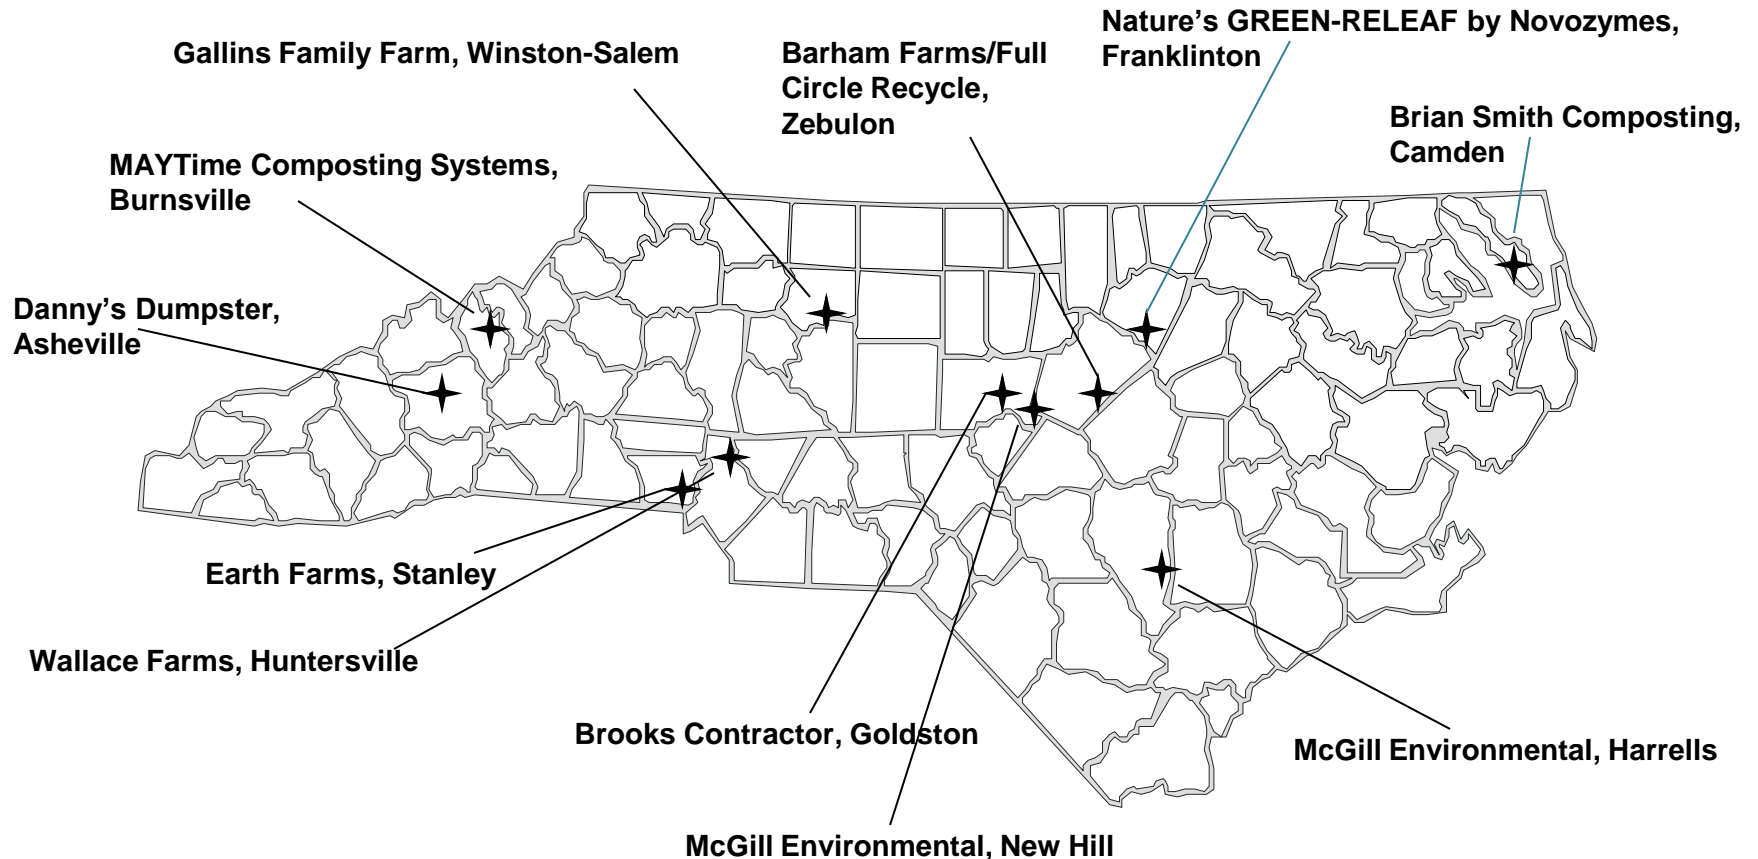 Nature’s GREEN-RELEAF by Novozymes,
Franklinton
Gallins Family Farm, Winston-Salem
Barham Farms/Full
Circle Recycle,
Zebulon
Brian Smith Composting,
Camden
MAYTime Composting Systems,
Burnsville
Danny’s Dumpster,
Asheville
Earth Farms, Stanley
Wallace Farms, Huntersville
Brooks Contractor, Goldston
McGill Environmental, Harrells
McGill Environmental, New Hill